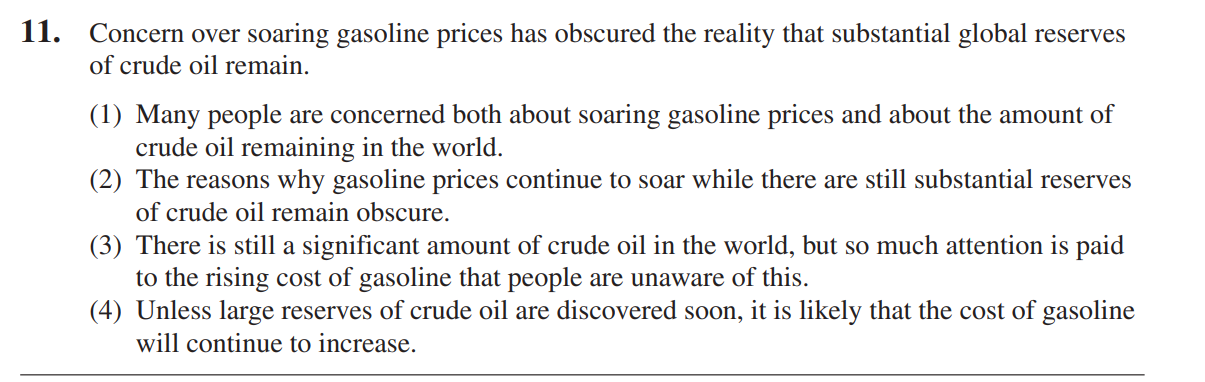 11. Concern over soaring gasoline prices has obscured the reality that substantial global reserves
of crude oil remain.
(1) Many people are concerned both about soaring gasoline prices and about the amount of
crude oil remaining in the world.
(2) The reasons why gasoline prices continue to soar while there are still substantial reserves
of crude oil remain obscure.
(3) There is still a significant amount of crude oil in the world, but so much attention is paid
to the rising cost of gasoline that people are unaware of this.
(4) Unless large reserves of crude oil are discovered soon, it is likely that the cost of gasoline
will continue to increase.